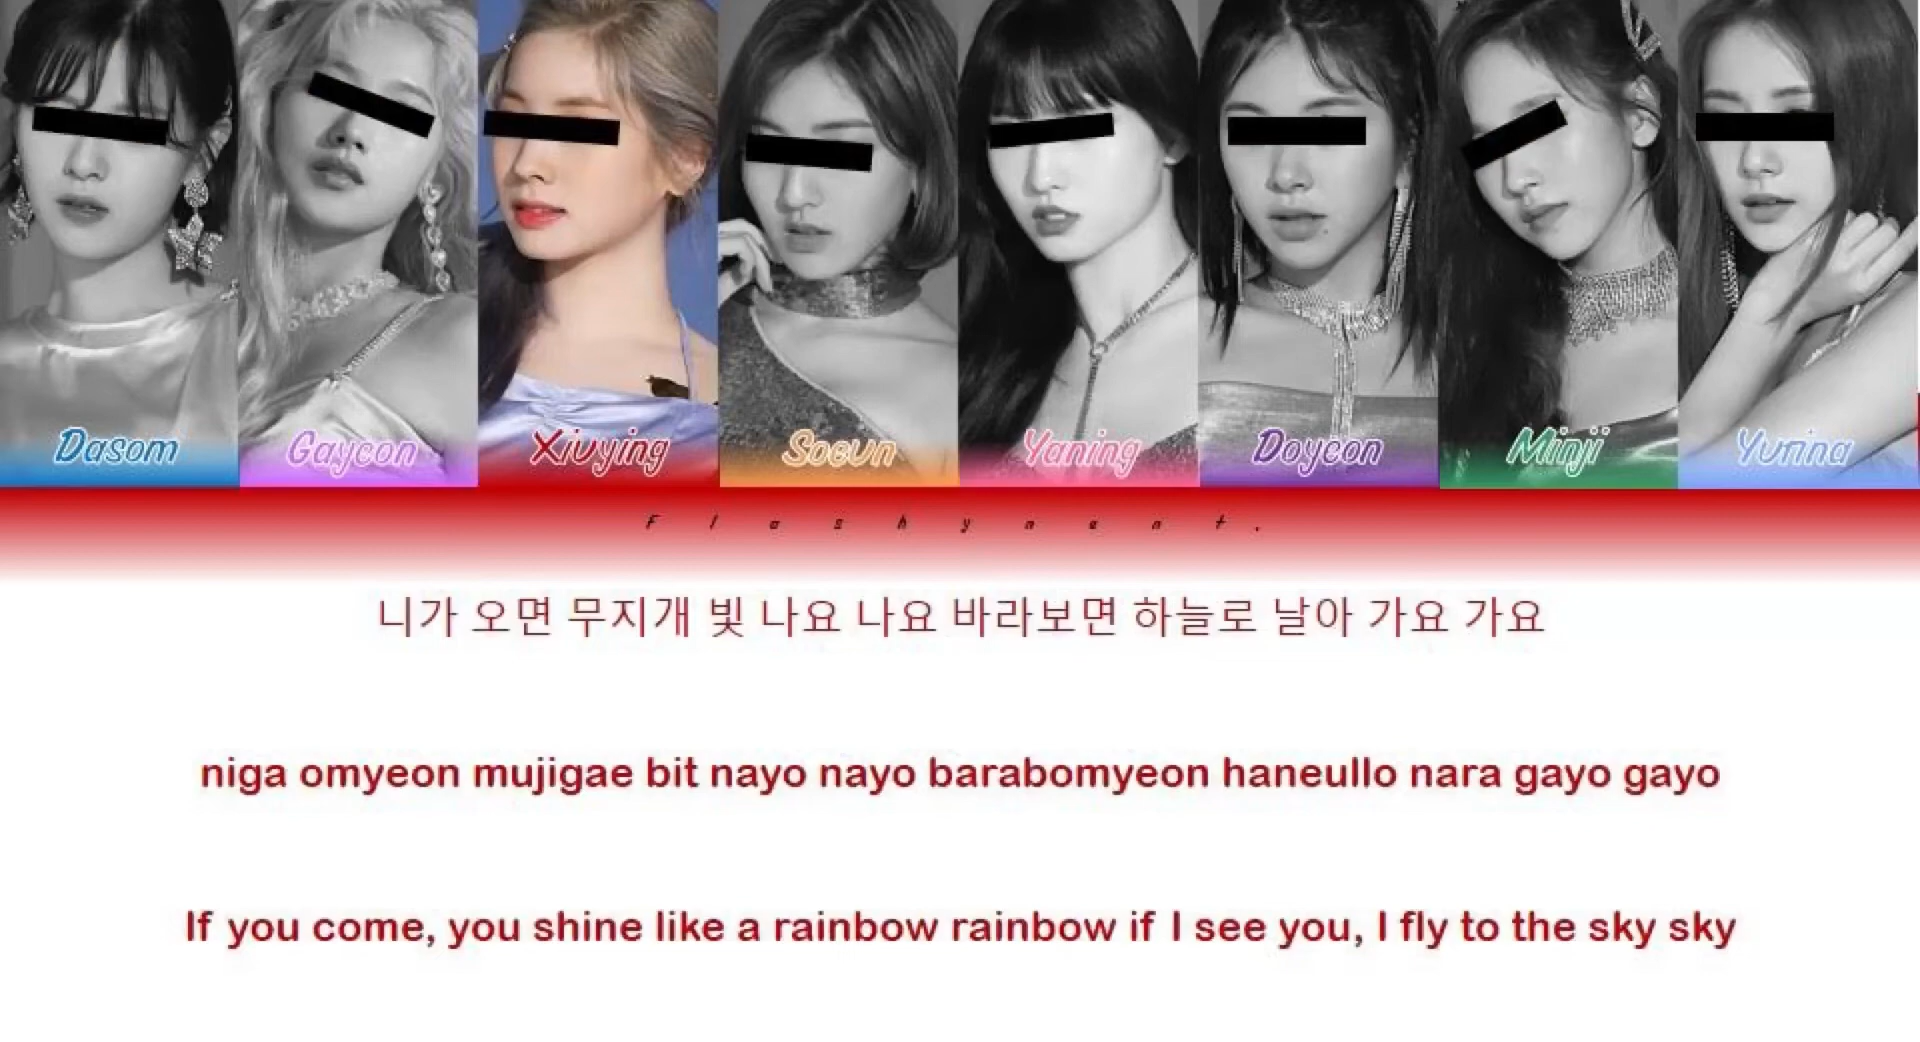 Dasom Gayeon Xiuying Soeun Yaning Doyeon Minji Yurina
Flashynent.
니가 오면 무지개 빛 나요 나요 바라보면 하늘로 날아 가요 가요
niga omyeon mujigae bit nayo nayo barabomyeon haneullo nara gayo gayo
If you come, you shine like a rainbow rainbow if I see you, I fly to the sky sky